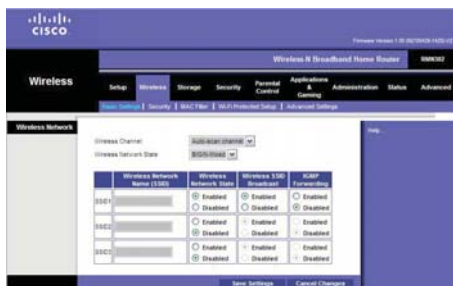 CISCO
Wireless-N Broadband Home Router
Wireless
Setup Wireless Storage Security Parental Control Applications & Gaming Administration Status Advanced
Basic Settings | Security | MAC Filter | Wi-Fi Protected Setup | Advanced Settings
Wireless Network
Help...
Wireless Channel: Auto-scan channel
Wireless Network State: B/G/N-Mixed
Wireless Network Name (SSID) Wireless Network State Wireless SSID Broadcast IGMP Forwarding
SSID1 Enabled Enabled Enabled
Disabled Disabled Disabled
SSID2 Enabled Enabled Enabled
Disabled Disabled Disabled
SSID3 Enabled Enabled Enabled
Disabled Disabled Disabled
Save Settings Cancel Changes